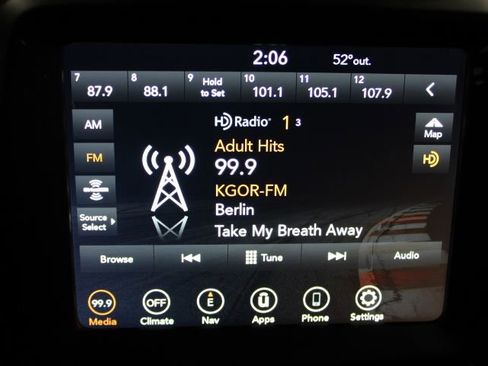 2:06 52°out.
7 8 9 10 11 12
87.9 88.1 Hold to Set 101.1 105.1 107.9
AM
HD Radio 1 3
Map
Adult Hits
FM
99.9
HD
KGOR-FM
Berlin
Source Select
Take My Breath Away
Browse Tune Audio
99.9 OFF E
Media Climate Nav Apps Phone Settings